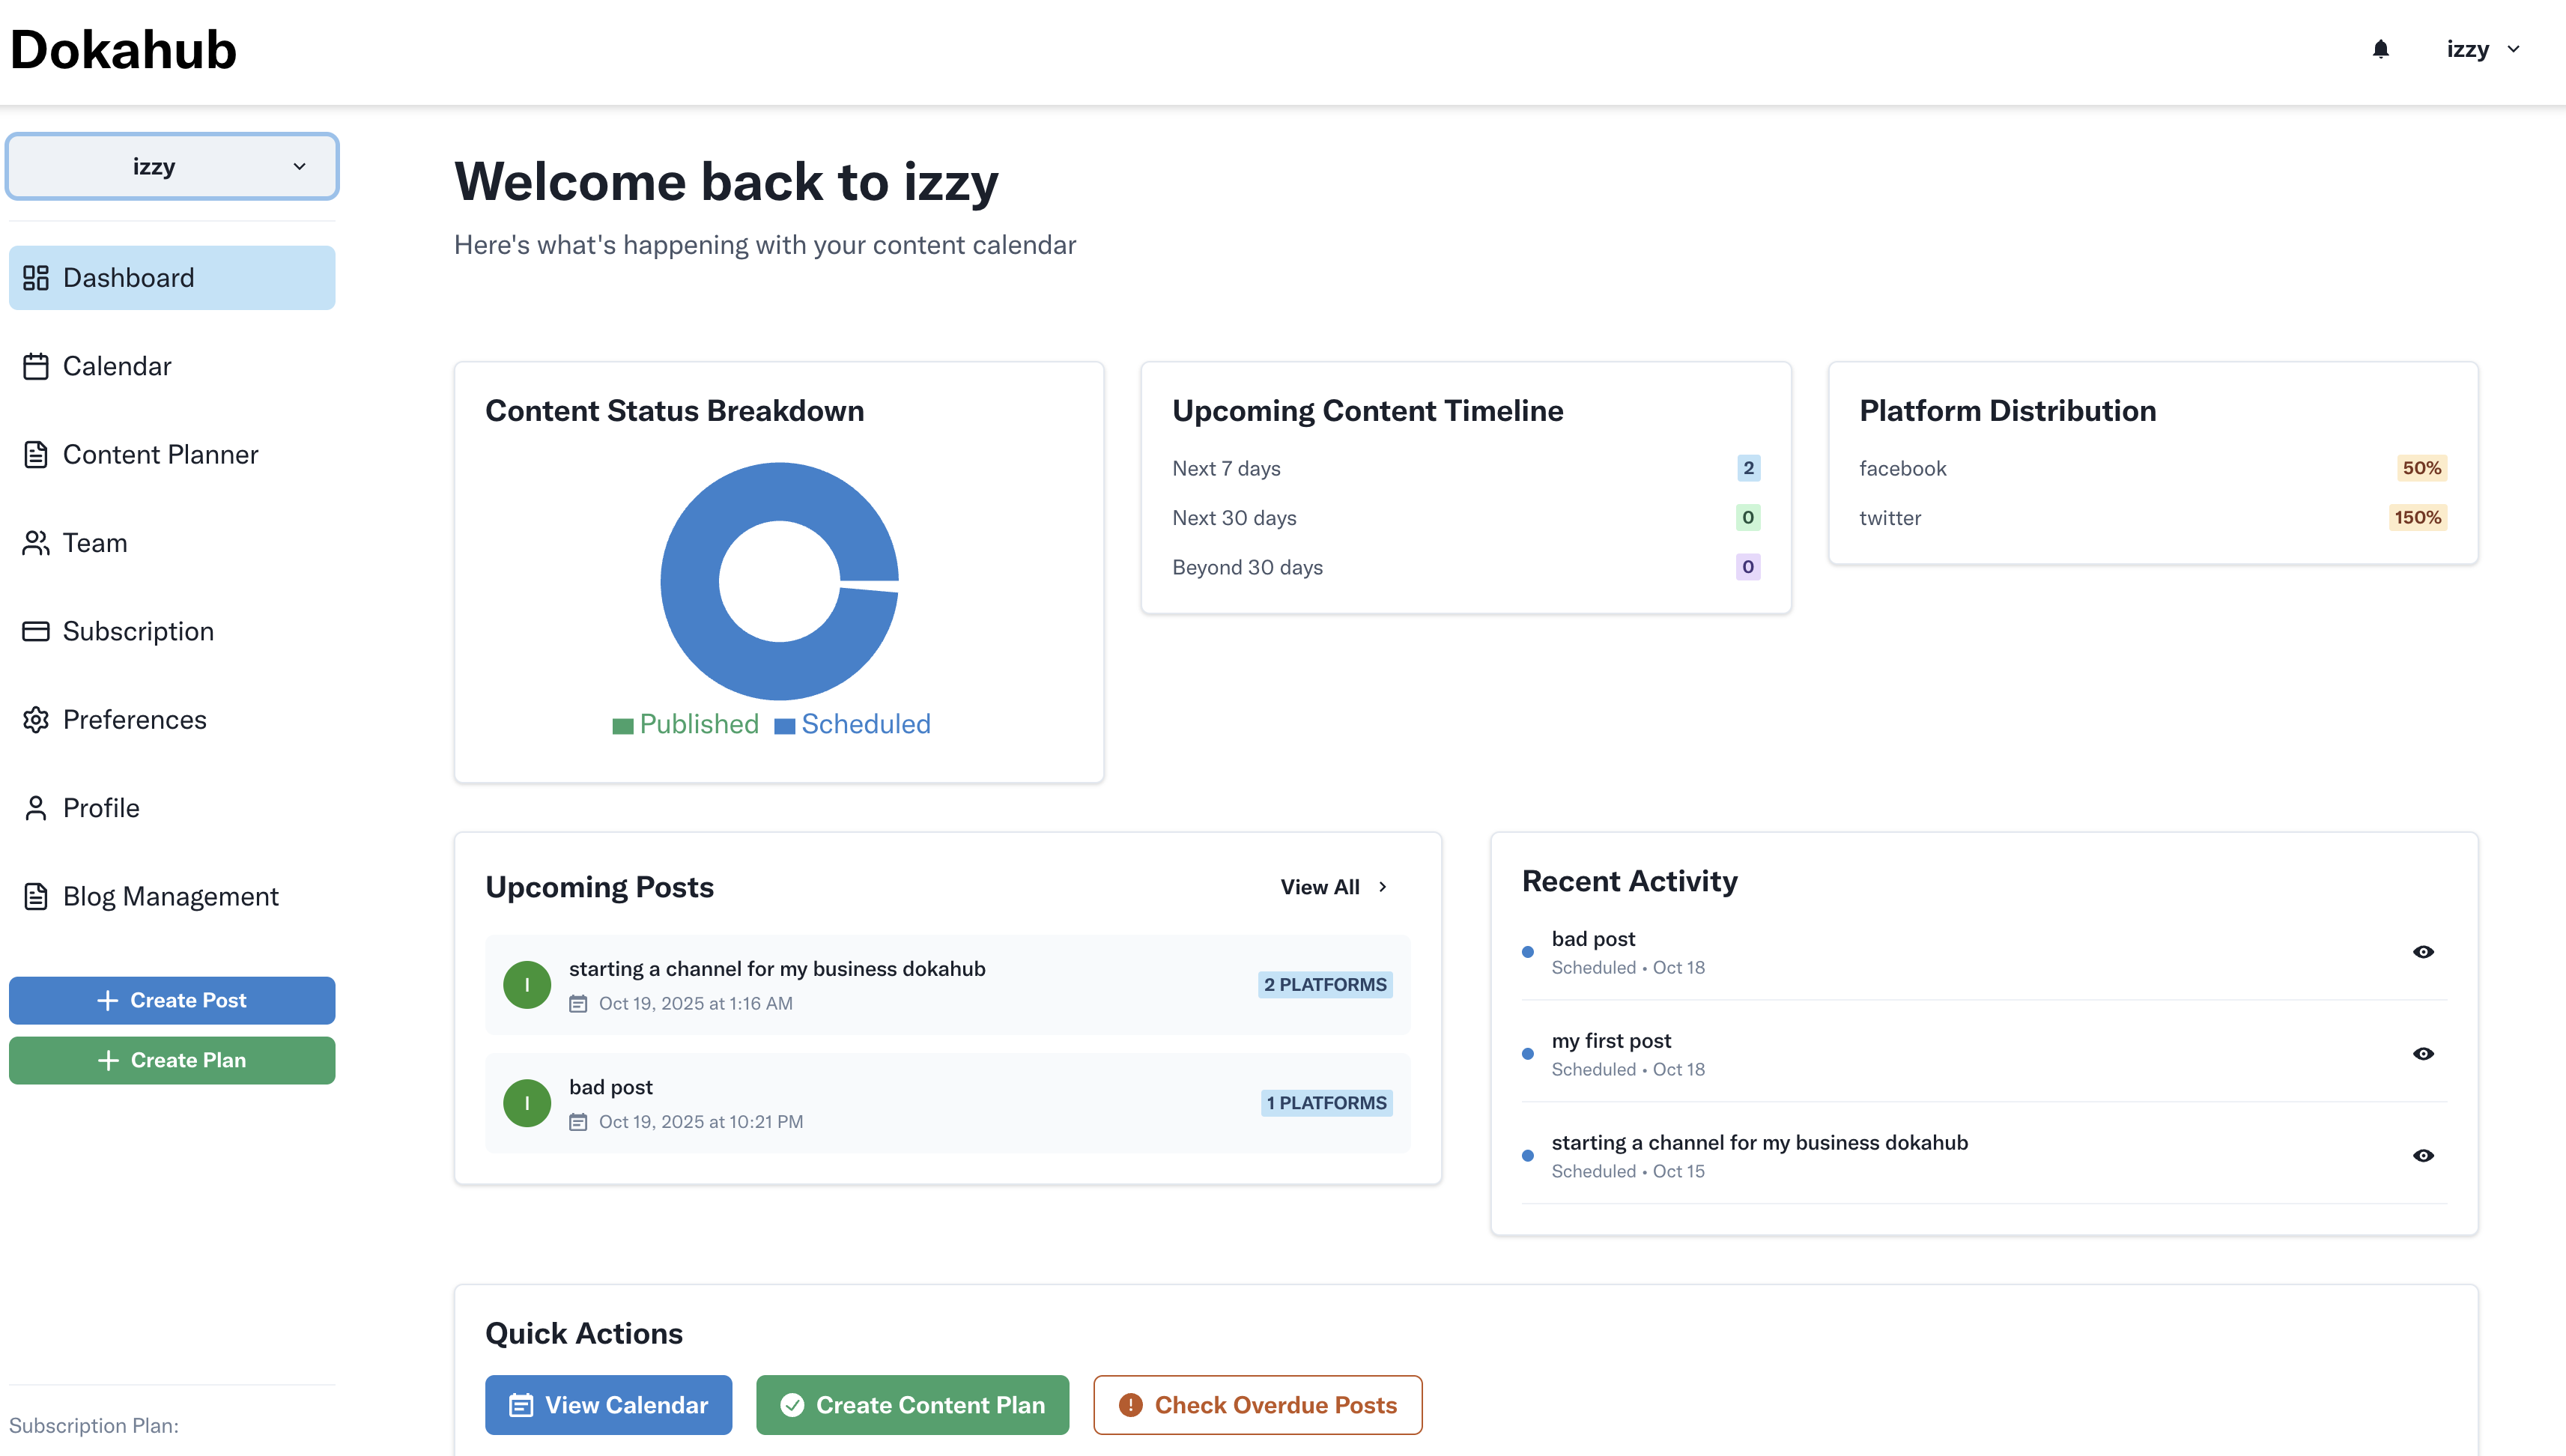 Dokahub
izzy
izzy
Dashboard
Calendar
Content Planner
Team
Subscription
Preferences
Profile
Blog Management
Create Post
Create Plan
Subscription Plan:
Welcome back to izzy
Here's what's happening with your content calendar
Content Status Breakdown
Published Scheduled
Upcoming Content Timeline
Next 7 days 2
Next 30 days 0
Beyond 30 days 0
Platform Distribution
facebook 50%
twitter 150%
Upcoming Posts View All
I
starting a channel for my business dokahub
Oct 19, 2025 at 1:16 AM
2 PLATFORMS
I
bad post
Oct 19, 2025 at 10:21 PM
1 PLATFORMS
Recent Activity
bad post
Scheduled • Oct 18
my first post
Scheduled • Oct 18
starting a channel for my business dokahub
Scheduled • Oct 15
Quick Actions
View Calendar
Create Content Plan
Check Overdue Posts